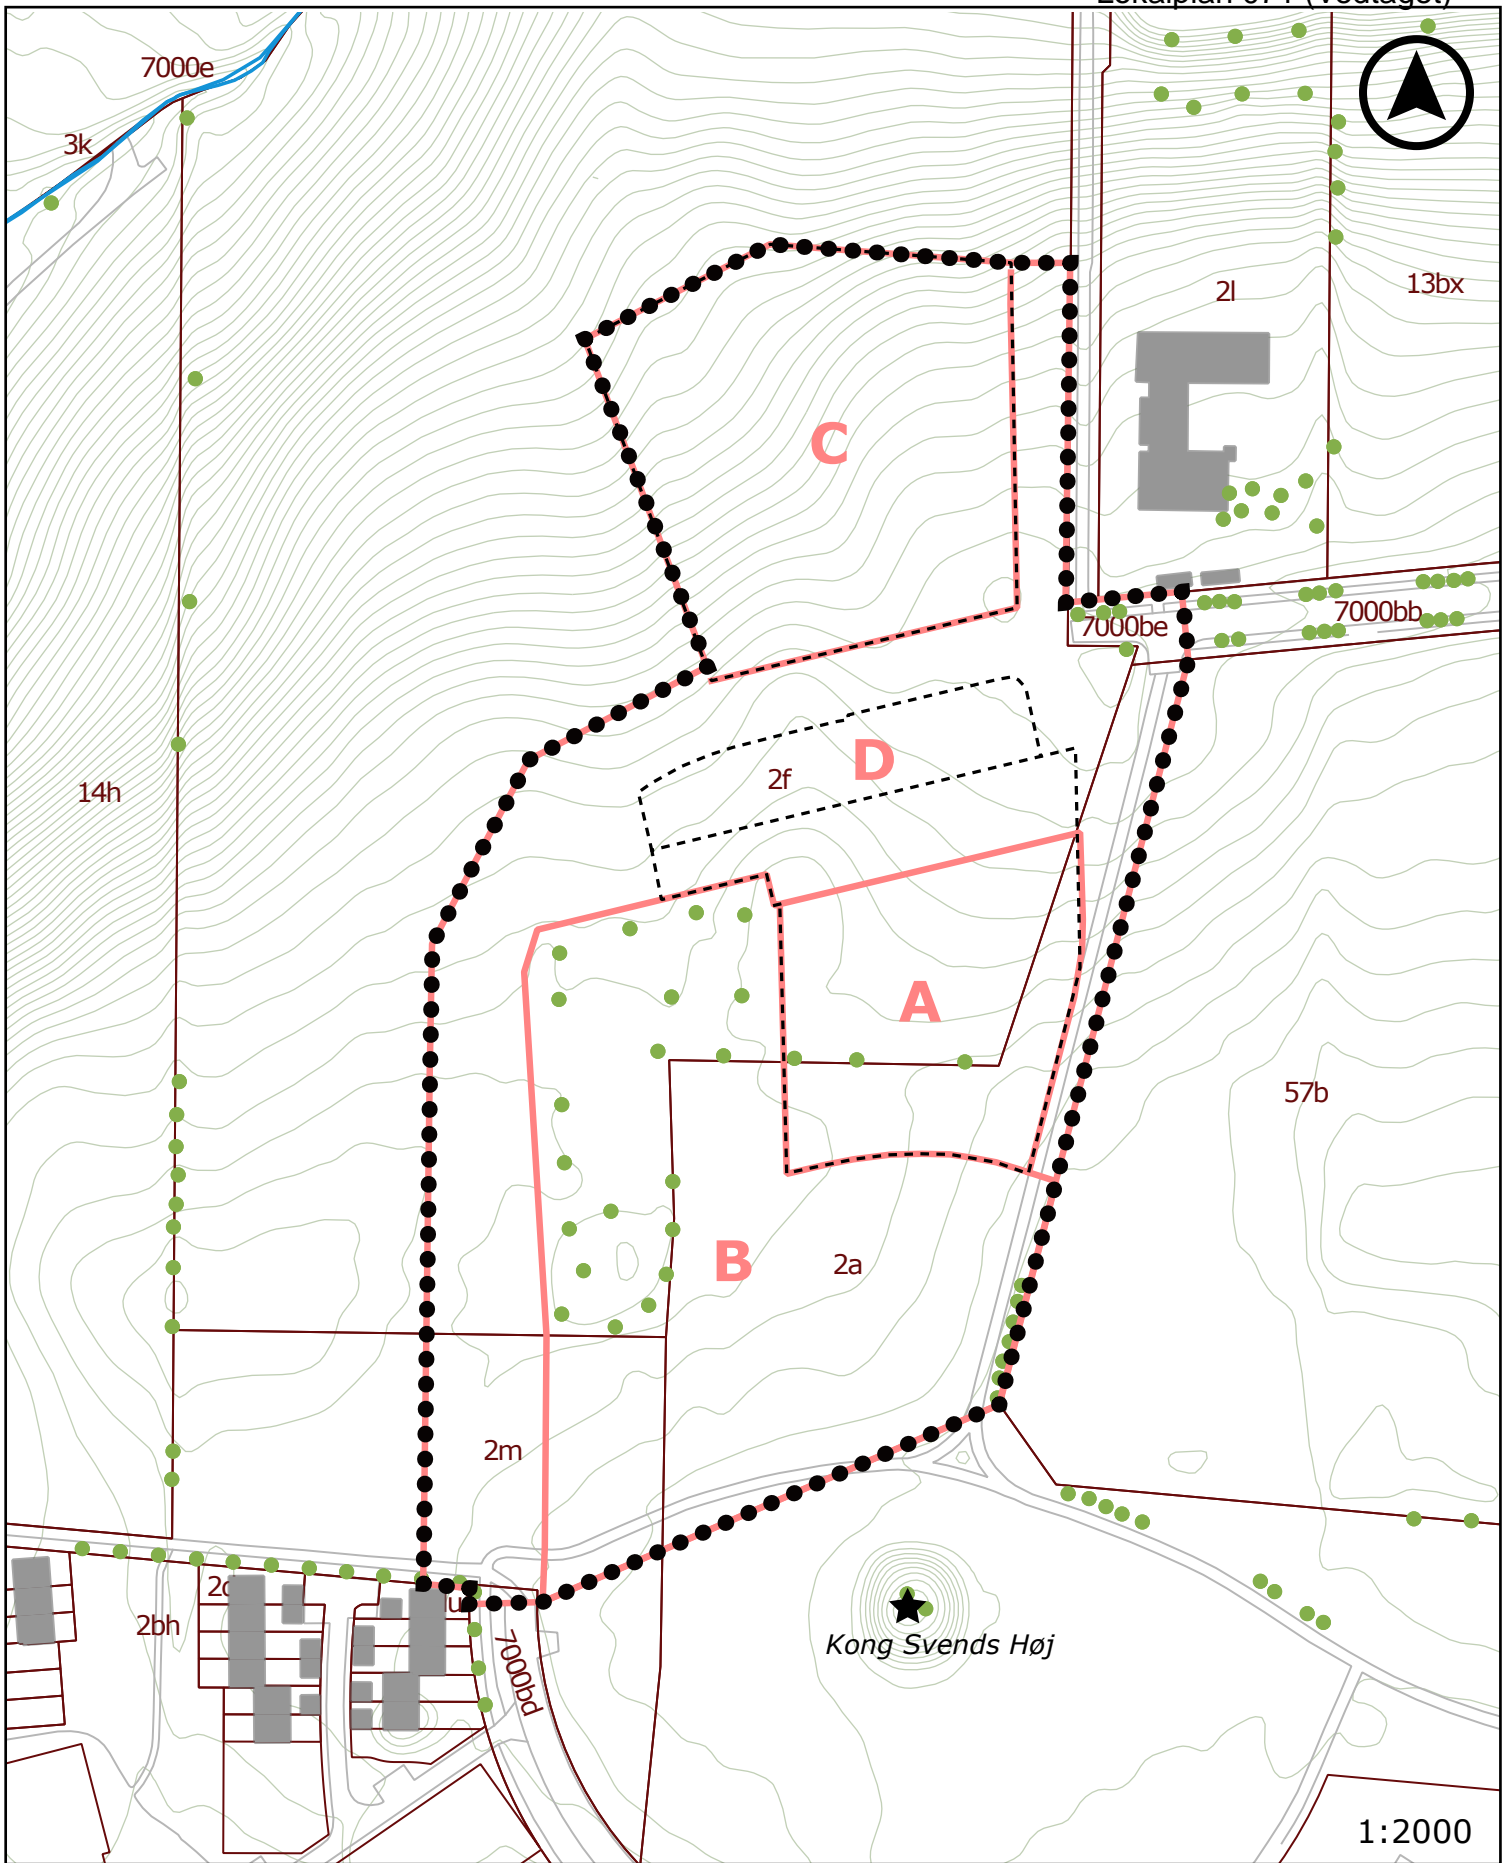 7000e
3k
2l
13bx
C
7000be
7000bb
D
2f
14h
A
57b
B
2a
2m
2bh
7000bd
Kong Svends Høj
1:2000